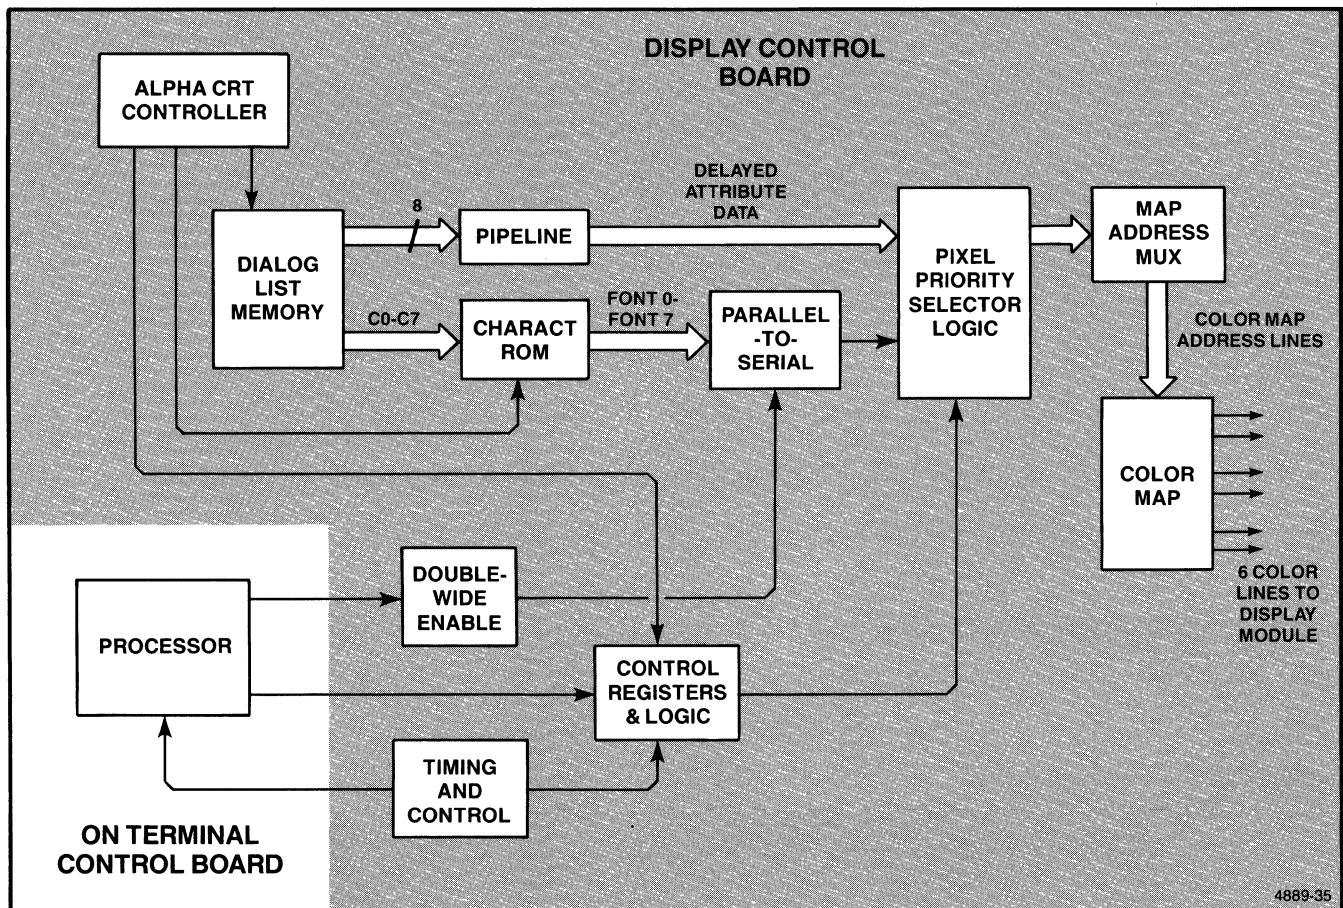 DISPLAY CONTROL
BOARD
ALPHA CRT
CONTROLLER
DELAYED
ATTRIBUTE
DATA
8
PIPELINE
DIALOG
LIST
MEMORY
C0-C7
CHARACT
ROM
FONT 0-
FONT 7
PARALLEL
-TO-
SERIAL
PIXEL
PRIORITY
SELECTOR
LOGIC
MAP
ADDRESS
MUX
COLOR MAP
ADDRESS LINES
COLOR
MAP
6 COLOR
LINES TO
DISPLAY
MODULE
DOUBLE-
WIDE
ENABLE
PROCESSOR
CONTROL
REGISTERS
& LOGIC
TIMING
AND
CONTROL
ON TERMINAL
CONTROL BOARD
4889-35